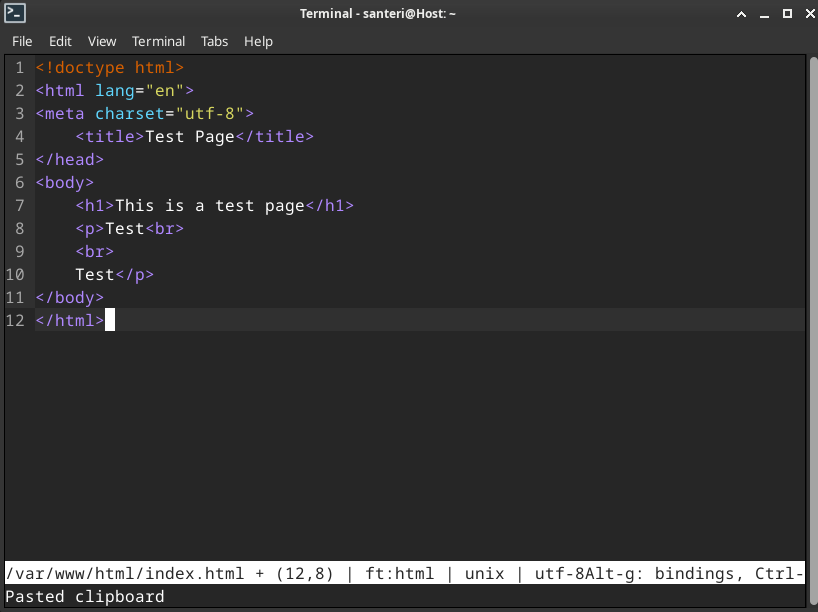 Terminal - santeri@Host: ~
File Edit View Terminal Tabs Help
1 <!doctype html>
2 <html lang="en">
3 <meta charset="utf-8">
4     <title>Test Page</title>
5 </head>
6 <body>
7     <h1>This is a test page</h1>
8     <p>Test<br>
9     <br>
10     Test</p>
11 </body>
12 </html>
/var/www/html/index.html + (12,8) | ft:html | unix | utf-8Alt-g: bindings, Ctrl-
Pasted clipboard